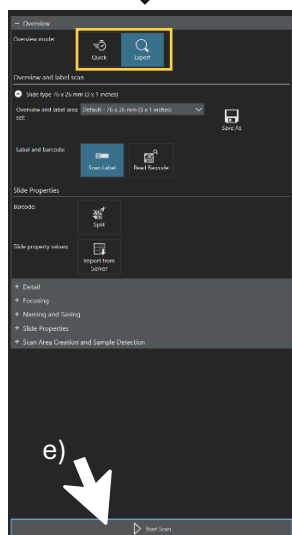 − Overview
Overview mode:
Quick
Expert
Overview and label scan
Slide type 76 x 26 mm (3 x 1 inches)
Overview and label area set:
Default - 76 x 26 mm (3 x 1 inches)
Save As
Label and barcode:
Scan Label
Read Barcode
Slide Properties
Barcode:
Split
Slide property values:
Import from
Server
+ Detail
+ Focusing
+ Naming and Saving
+ Slide Properties
+ Scan Area Creation and Sample Detection
e)
Start Scan